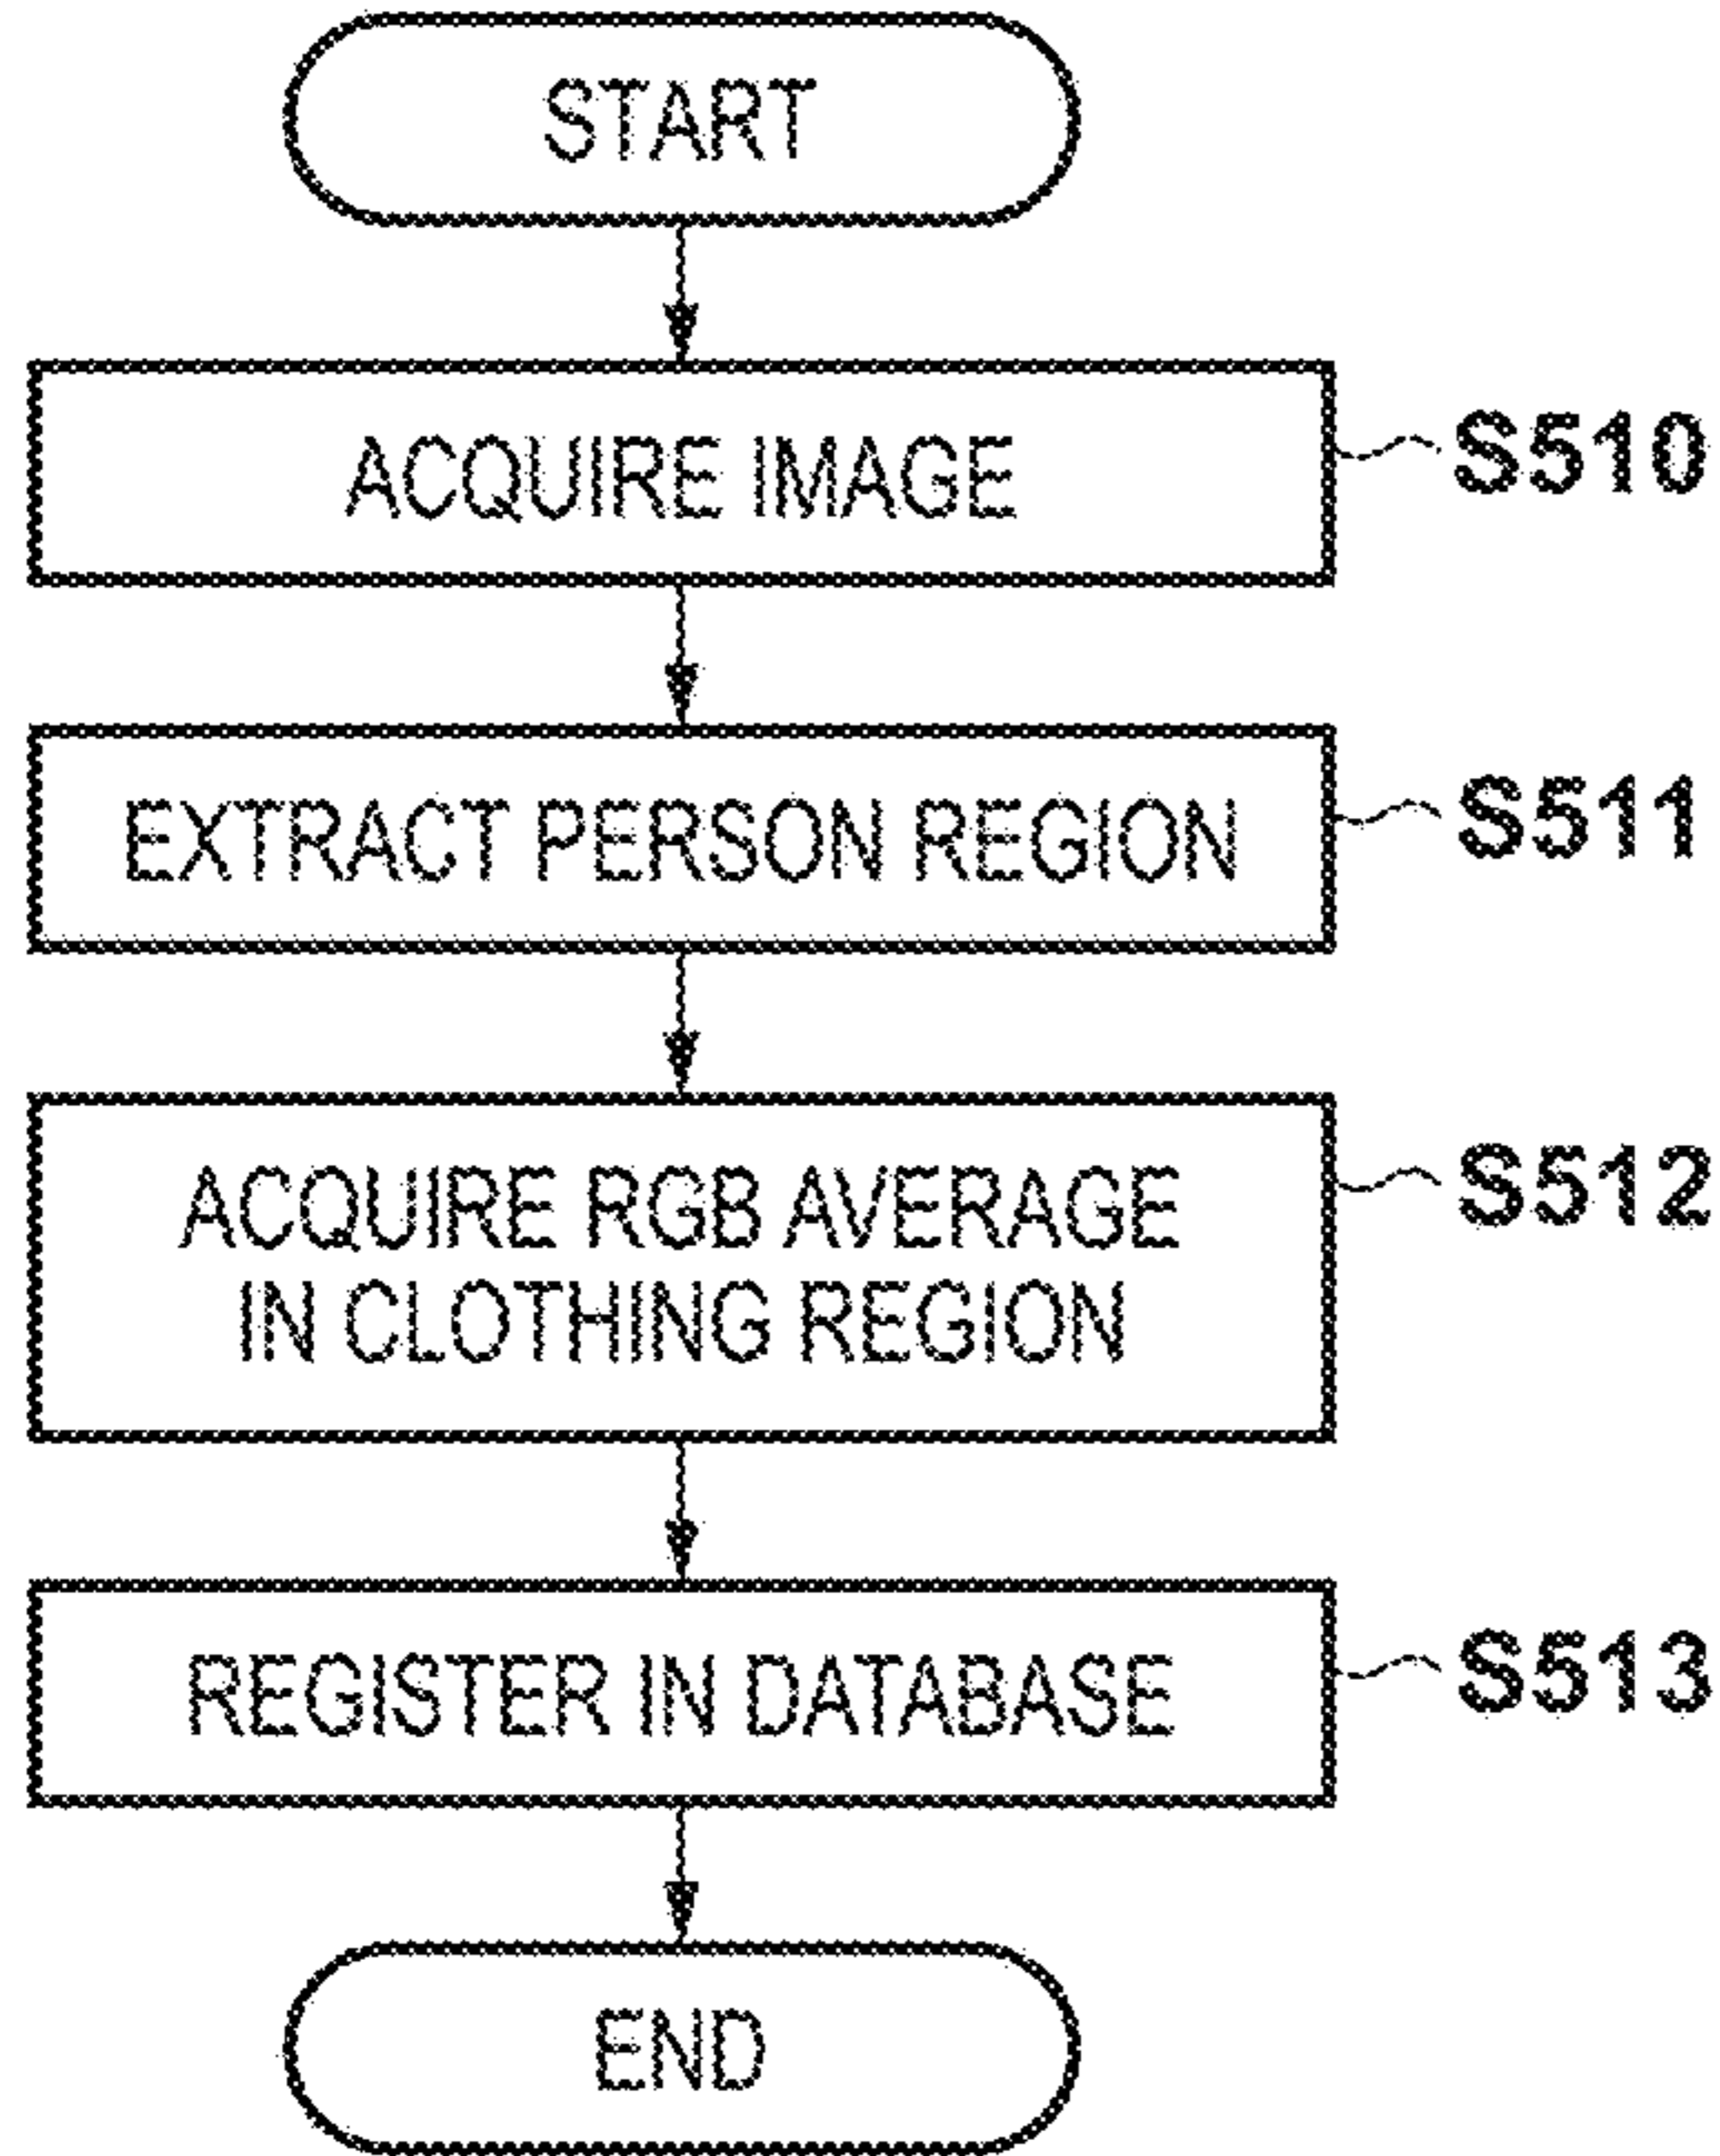 START
ACQUIRE IMAGE
S510
EXTRACT PERSON REGION
S511
ACQUIRE RGB AVERAGE
IN CLOTHING REGION
S512
REGISTER IN DATABASE
S513
END